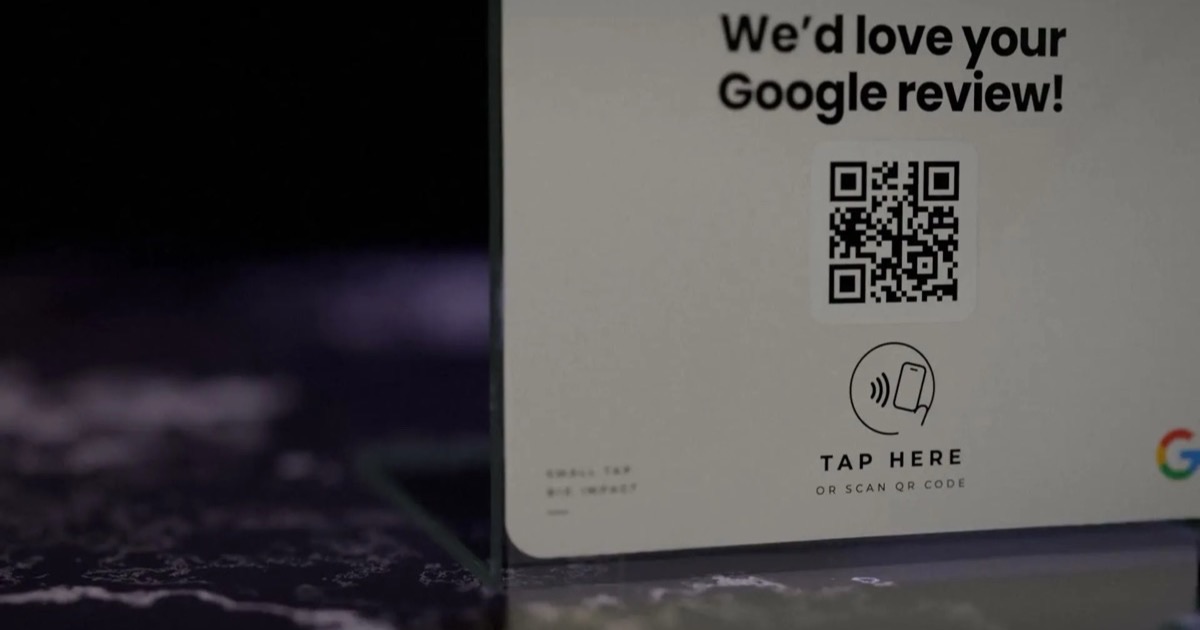 We'd love your
Google review!
TAP HERE
OR SCAN QR CODE
SMALL TAP
BIG IMPACT
G